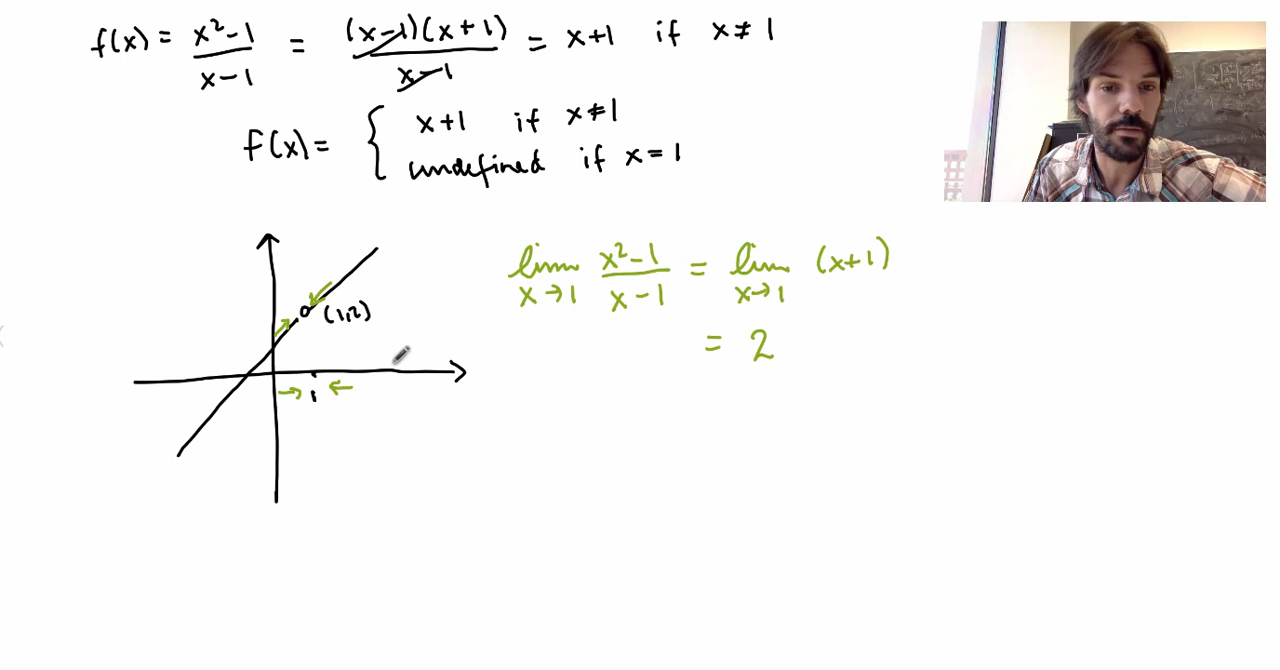 f(x) = x²-1 / x-1 = (x-1)(x+1) / x-1 = x+1 if x≠1
f(x) = { x+1 if x≠1
undefined if x=1
lim x→1 x²-1 / x-1 = lim x→1 (x+1)
= 2
(1,2)
1